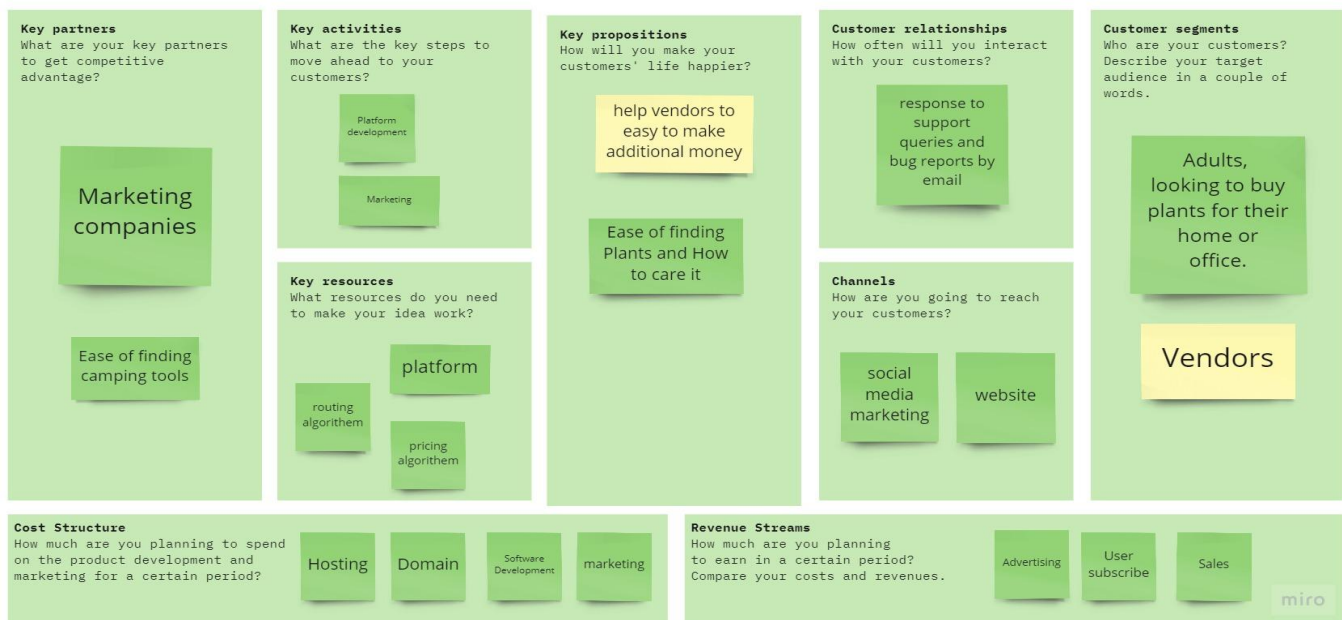 Key partners
What are your key partners
to get competitive
advantage?
Marketing
companies
Ease of finding
camping tools
Key activities
What are the key steps to
move ahead to your
customers?
Platform
development
Marketing
Key resources
What resources do you need
to make your idea work?
platform
routing
algorithem
pricing
algorithem
Key propositions
How will you make your
customers' life happier?
help vendors to
easy to make
additional money
Ease of finding
Plants and How
to care it
Customer relationships
How often will you interact
with your customers?
response to
support
queries and
bug reports by
email
Channels
How are you going to reach
your customers?
social
media
marketing
website
Customer segments
Who are your customers?
Describe your target
audience in a couple of
words.
Adults,
looking to buy
plants for their
home or
office.
Vendors
Cost Structure
How much are you planning to spend
on the product development and
marketing for a certain period?
Hosting
Domain
Software
Development
marketing
Revenue Streams
How much are you planning
to earn in a certain period?
Compare your costs and revenues.
Advertising
User
subscribe
Sales
miro